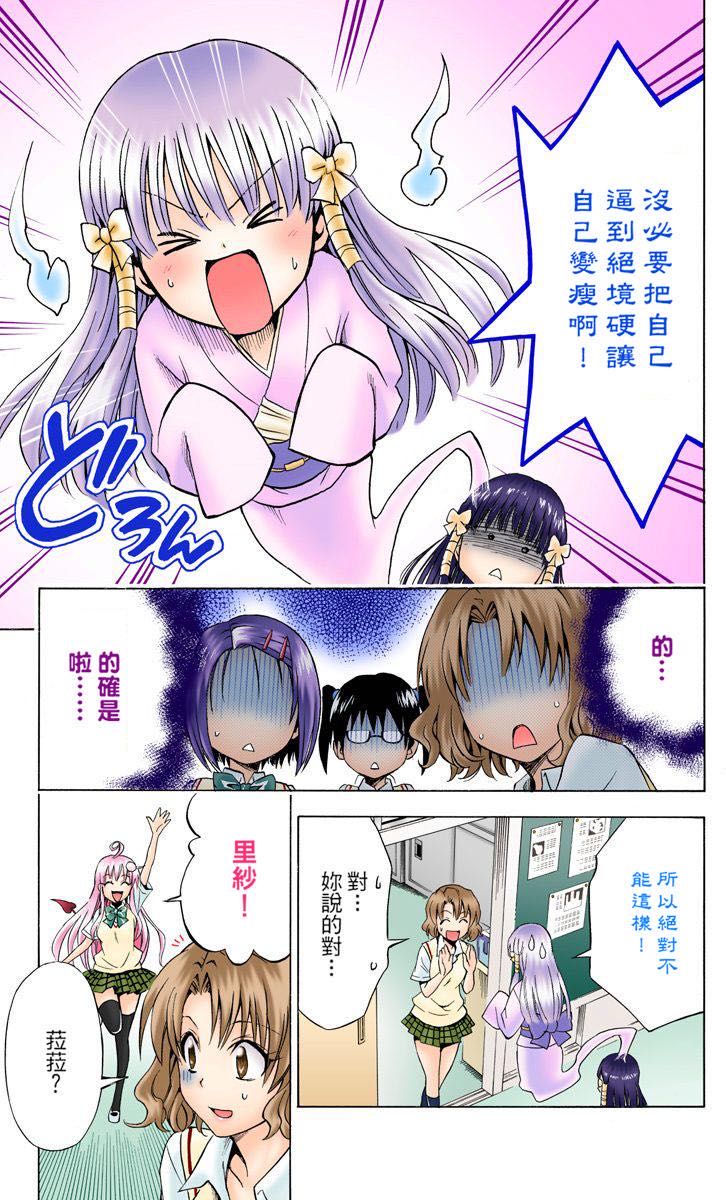 沒必要把自己
逼到絕境硬讓
自己變瘦啊！
どろん
的…
的確是
啦……
所以絕對不
能這樣！
對…
妳說的對…
里紗！
菈菈？